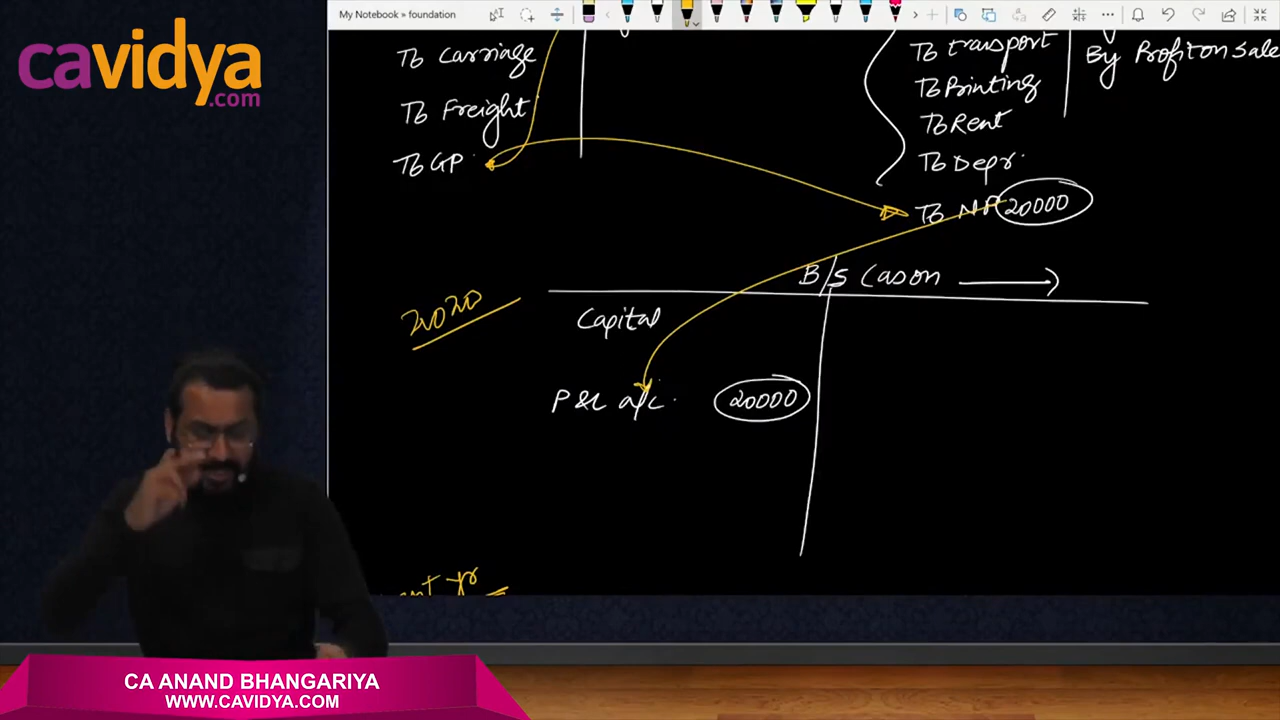 cavidya
.com
My Notebook » foundation
To Carriage
To Freight
To GP
To transport
To Printing
To Rent
To Depr.
To NP 20000
By Profit on Sale
B/S (as on
2020
Capital
P&L a/c. 20000
CA ANAND BHANGARIYA
WWW.CAVIDYA.COM